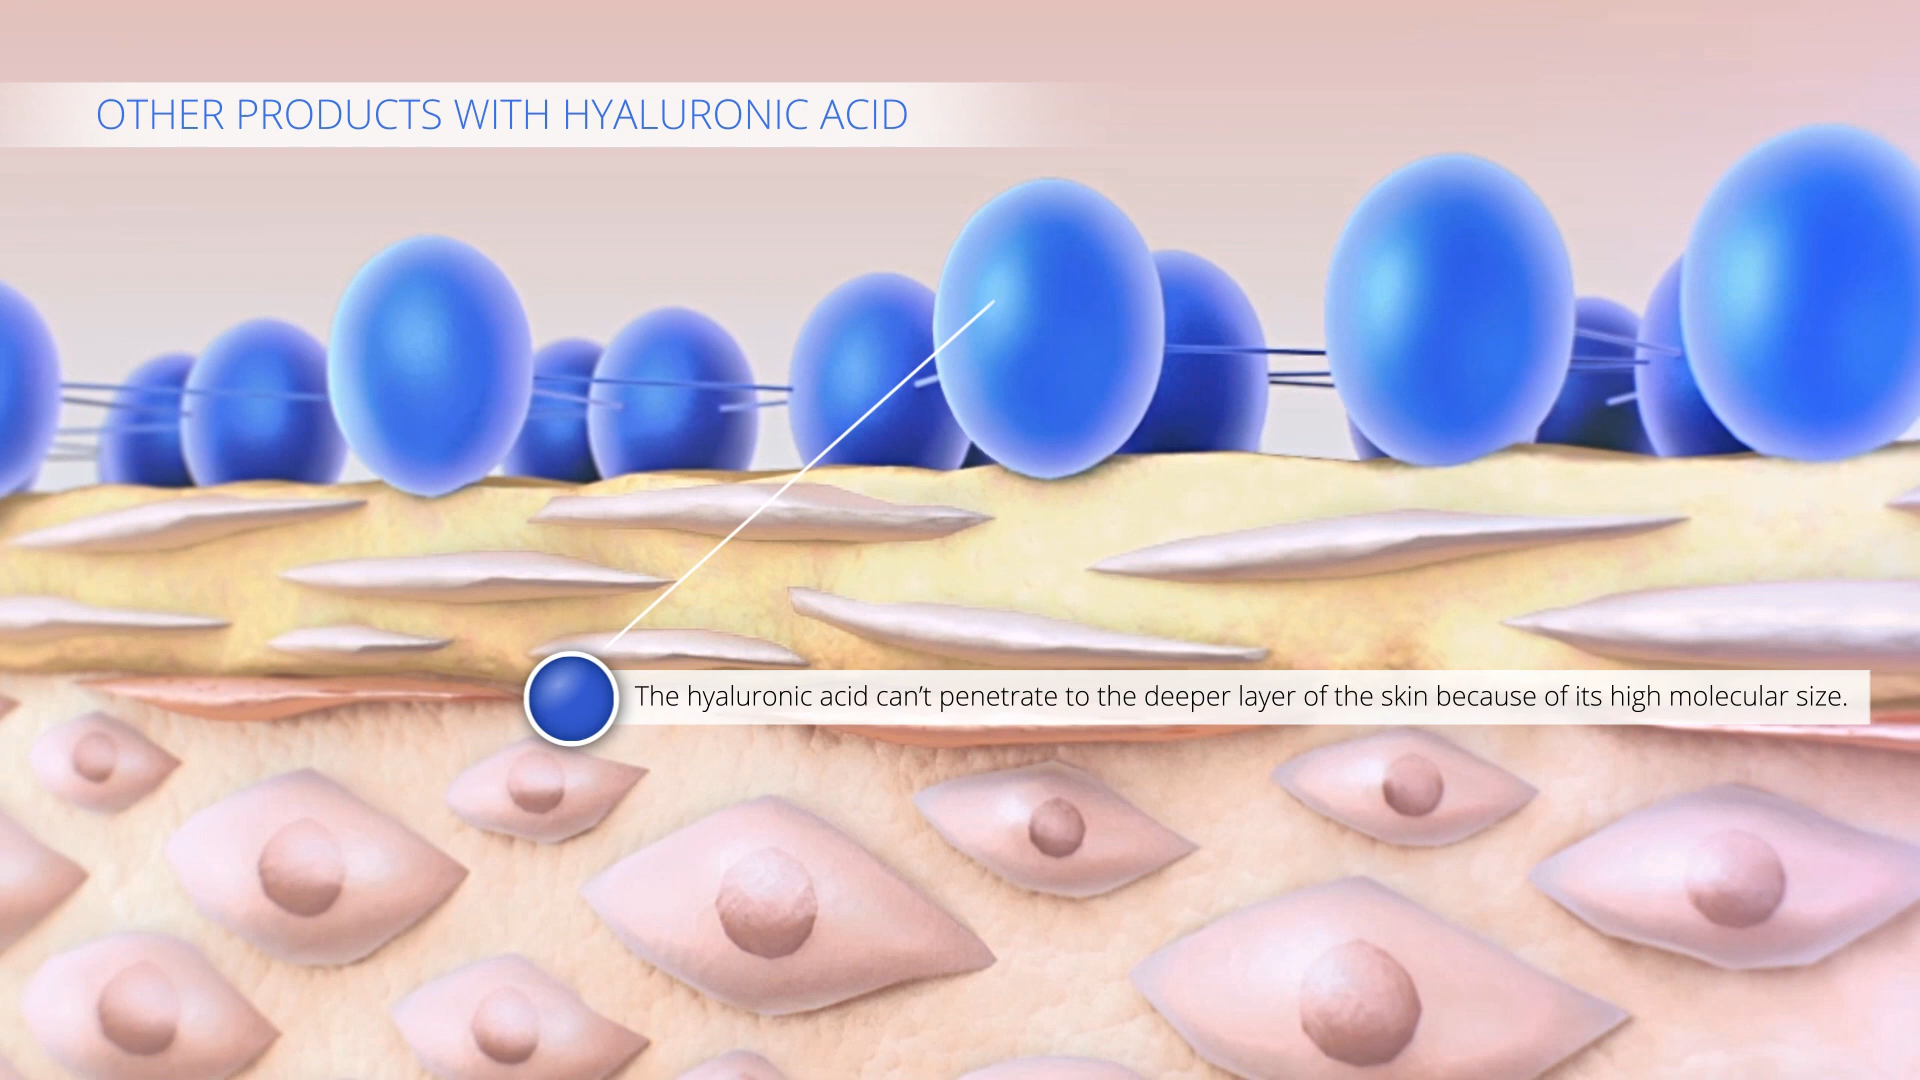 OTHER PRODUCTS WITH HYALURONIC ACID
The hyaluronic acid can’t penetrate to the deeper layer of the skin because of its high molecular size.